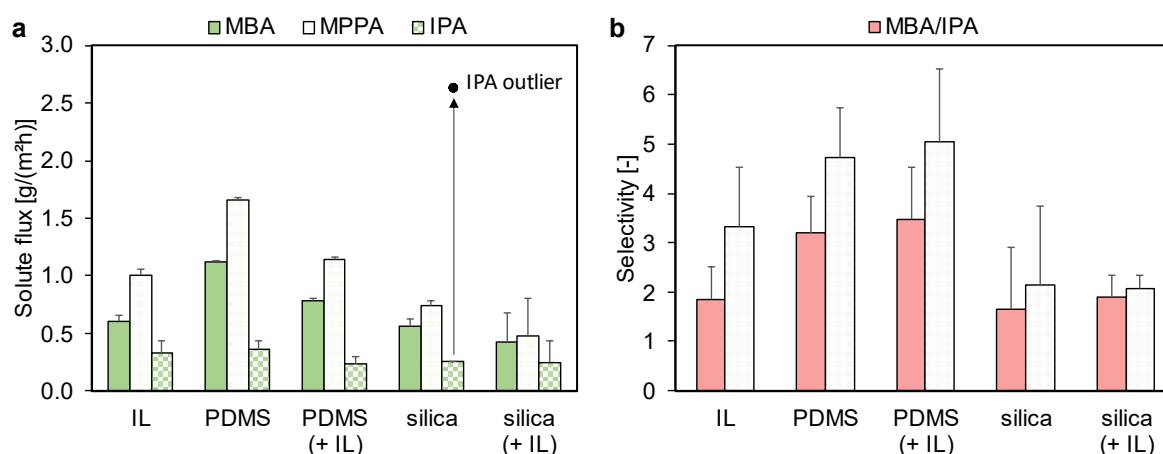 a
MBA MPPA IPA
3.0
2.5
2.0
1.5
1.0
0.5
0.0
Solute flux [g/(m²h)]
IPA outlier
IL PDMS PDMS silica silica
(+ IL) (+ IL)
b
MBA/IPA
7
6
5
4
3
2
1
0
Selectivity [-]
IL PDMS PDMS silica silica
(+ IL) (+ IL)